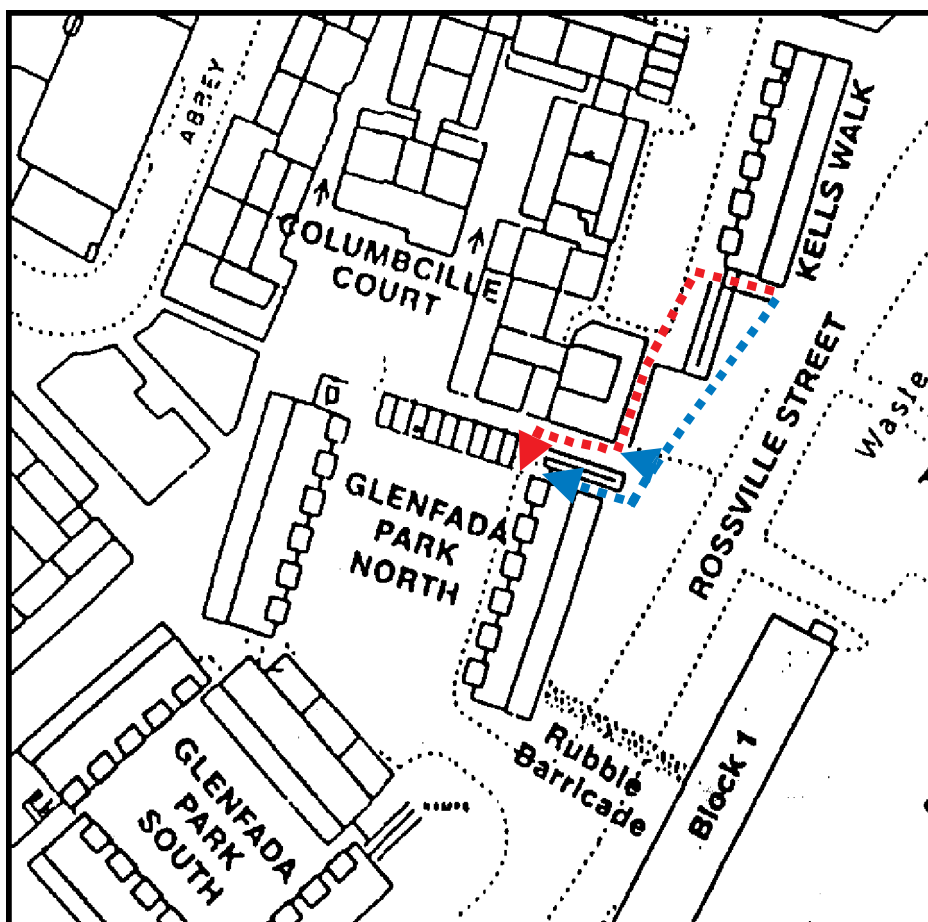 ABBEY
KELLS WALK
COLUMBCILLE
COURT
ROSSVILLE STREET
Waste
GLENFADA
PARK
NORTH
Rubble
Barricade
Block 1
GLENFADA
PARK
SOUTH